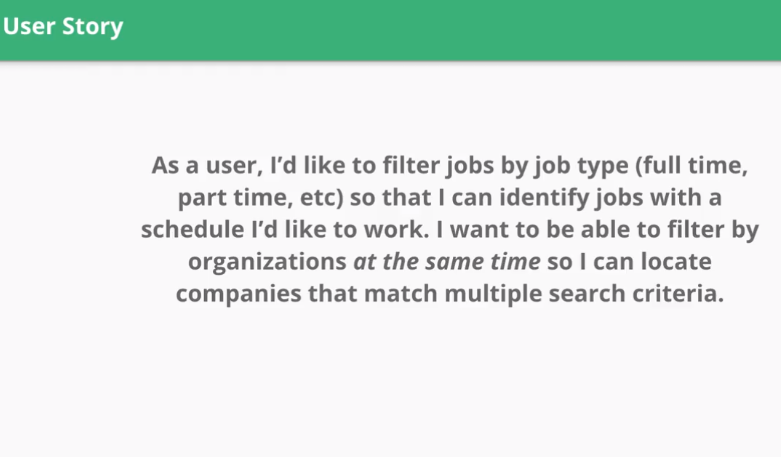 User Story
As a user, I’d like to filter jobs by job type (full time,
part time, etc) so that I can identify jobs with a
schedule I’d like to work. I want to be able to filter by
organizations at the same time so I can locate
companies that match multiple search criteria.